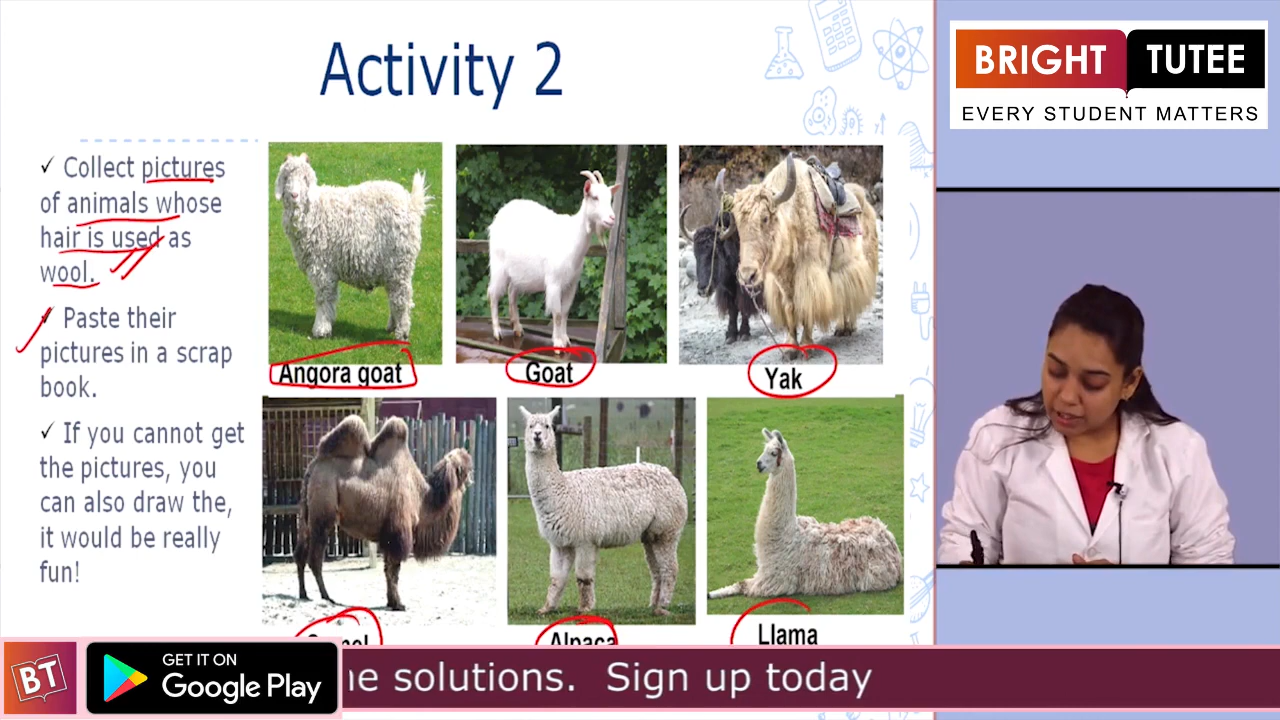 Activity 2
✓ Collect pictures
of animals whose
hair is used as
wool.
✓ Paste their
pictures in a scrap
book.
✓ If you cannot get
the pictures, you
can also draw the,
it would be really
fun!
Angora goat
Goat
Yak
Alpaca
Llama
BRIGHT TUTEE
EVERY STUDENT MATTERS
BT
GET IT ON
Google Play
solutions. Sign up today